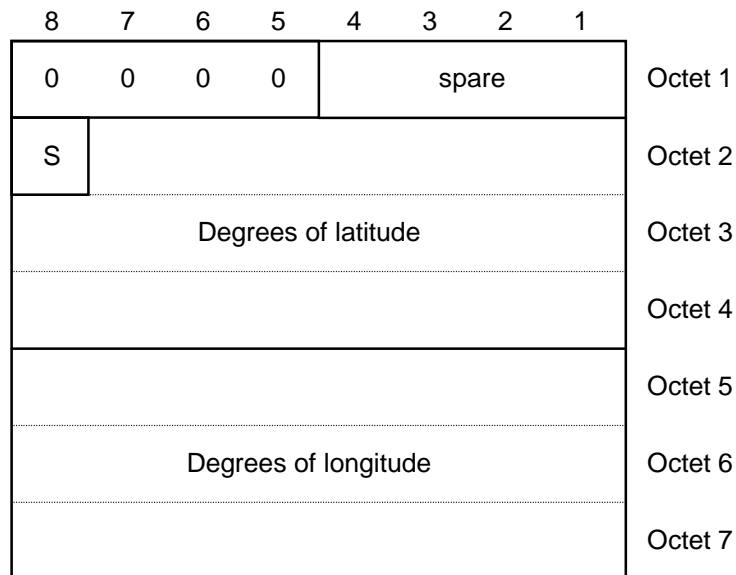 8 7 6 5 4 3 2 1
0 0 0 0 spare Octet 1
S Octet 2
Degrees of latitude Octet 3
Octet 4
Octet 5
Degrees of longitude Octet 6
Octet 7